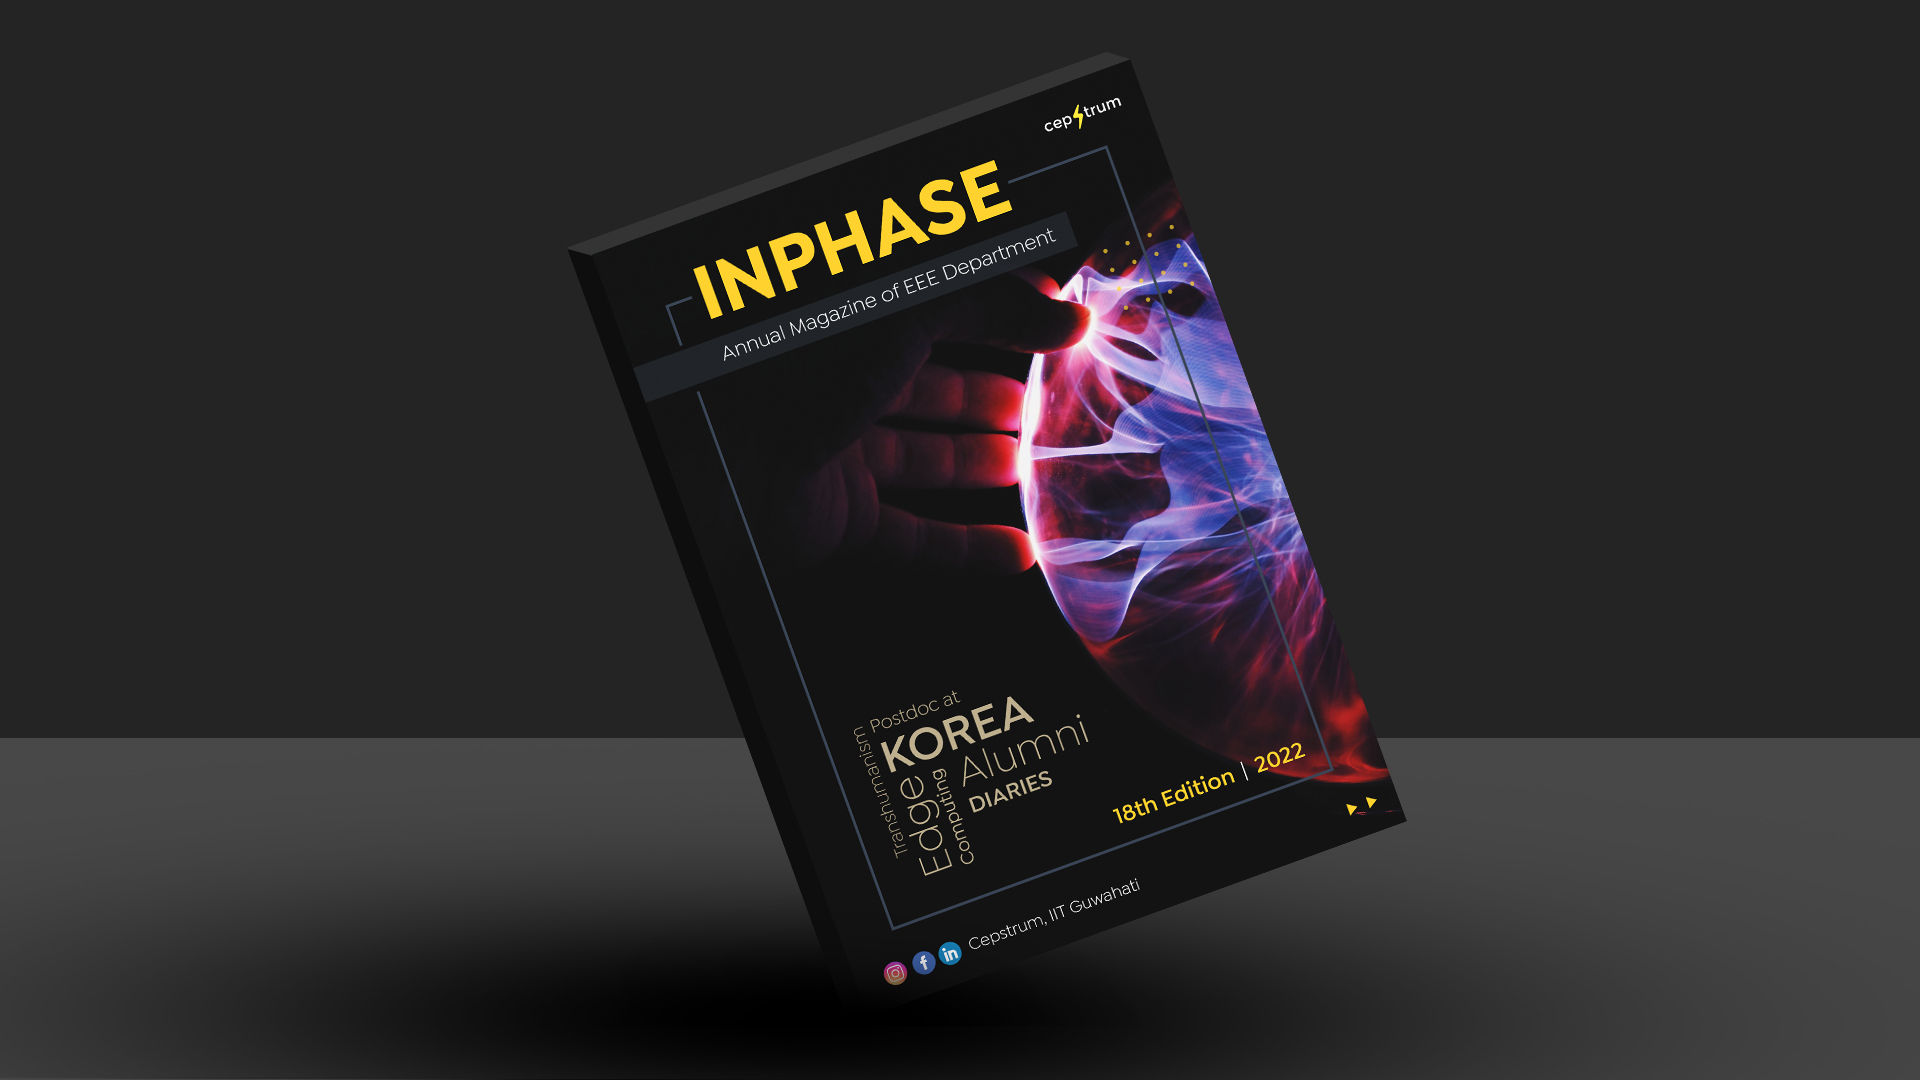 cepstrum
INPHASE
Annual Magazine of EEE Department
Transhumanism
Postdoc at
KOREA
Alumni
DIARIES
Edge
Computing
18th Edition | 2022
Cepstrum, IIT Guwahati